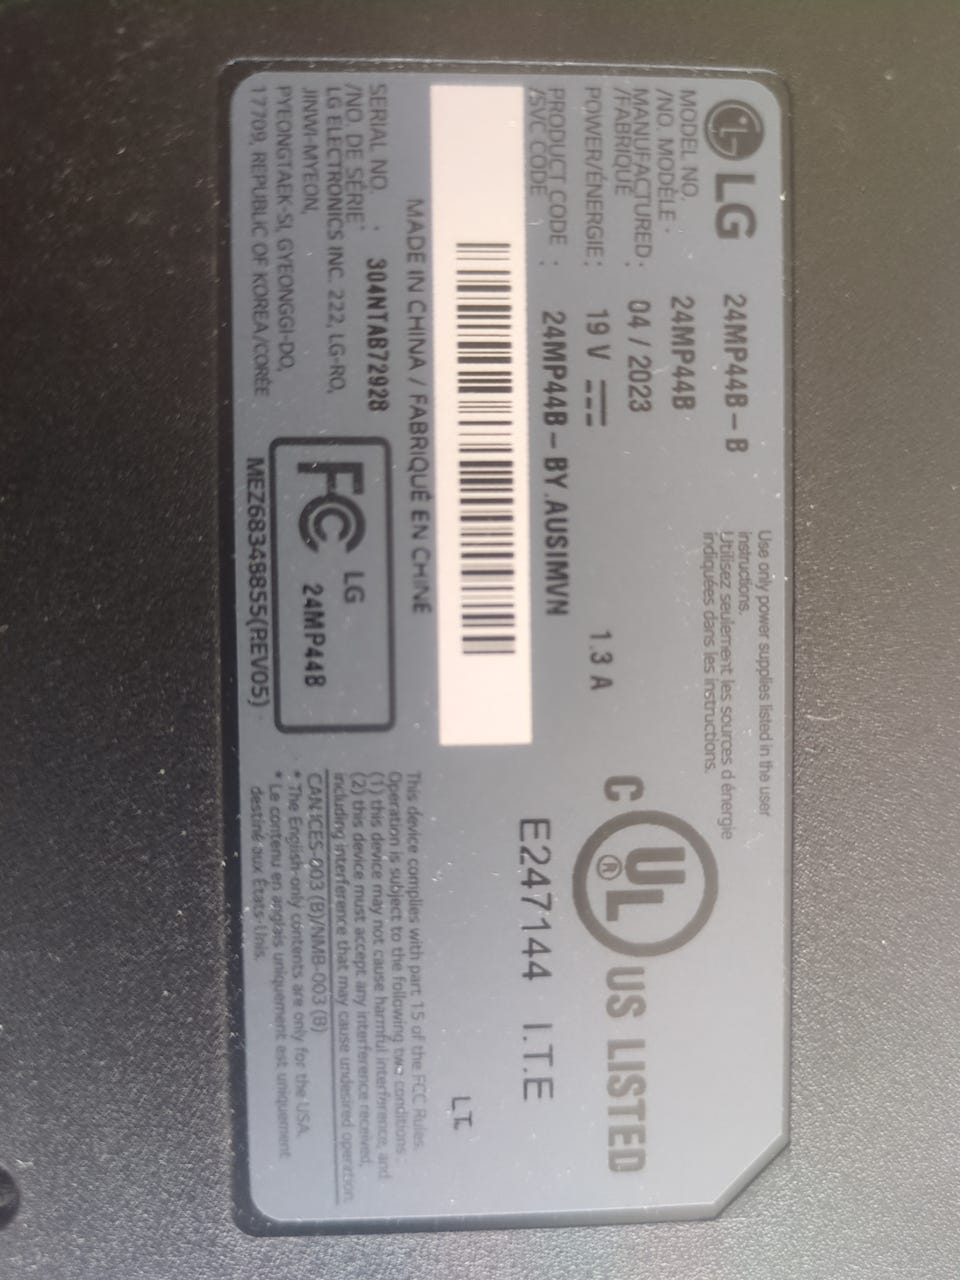 LG 24MP44B-B
Use only power supplies listed in the user
instructions.
Utilisez seulement les sources d'énergie
indiquées dans les instructions.
MODEL NO.
/NO. MODÈLE : 24MP44B
MANUFACTURED
/FABRIQUÉ : 04 / 2023
POWER/ÉNERGIE : 19 V 1.3 A
PRODUCT CODE
/SVC CODE : 24MP44B-BY.AUSIMVN
C UL ® US LISTED
E247144 I.T.E
MADE IN CHINA / FABRIQUÉ EN CHINE
LT.
SERIAL NO.
/NO. DE SÉRIE : 304NTAB72928
LG ELECTRONICS INC. 222, LG-RO,
JINWI-MYEON,
PYEONGTAEK-SI, GYEONGGI-DO,
17709, REPUBLIC OF KOREA/CORÉE
FC LG
24MP44B
MEZ68348855(REV05)
This device complies with part 15 of the FCC Rules.
Operation is subject to the following two conditions :
(1) this device may not cause harmful interference, and
(2) this device must accept any interference received,
including interference that may cause undesired operation.
CAN ICES-003 (B)/NMB-003 (B)
* The English-only contents are only for the USA.
* Le contenu en anglais uniquement est uniquement
destiné aux États-Unis.